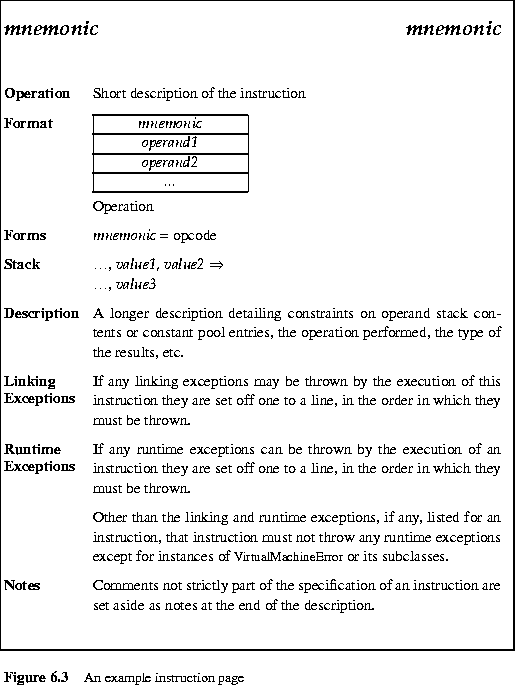 mnemonic mnemonic
Operation Short description of the instruction
Format mnemonic
operand1
operand2
...
Operation
Forms mnemonic = opcode
Stack ..., value1, value2 ⇒
..., value3
Description A longer description detailing constraints on operand stack con-
tents or constant pool entries, the operation performed, the type of
the results, etc.
Linking Exceptions If any linking exceptions may be thrown by the execution of this
instruction they are set off one to a line, in the order in which they
must be thrown.
Runtime Exceptions If any runtime exceptions can be thrown by the execution of an
instruction they are set off one to a line, in the order in which they
must be thrown.
Other than the linking and runtime exceptions, if any, listed for an
instruction, that instruction must not throw any runtime exceptions
except for instances of VirtualMachineError or its subclasses.
Notes Comments not strictly part of the specification of an instruction are
set aside as notes at the end of the description.
Figure 6.3 An example instruction page